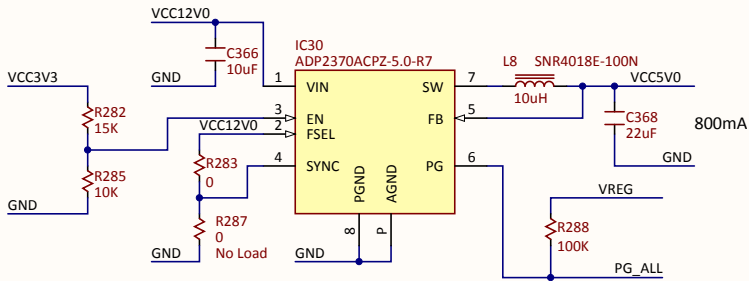 VCC12V0
IC30
ADP2370ACPZ-5.0-R7
C366
10uF
L8 SNR4018E-100N
GND
VCC3V3
1 VIN
SW 7
10uH
VCC5V0
R282
15K
3 EN
FB 5
C368
22uF
800mA
VCC12V0
2 FSEL
R283
0
4 SYNC
PG 6
GND
R285
10K
PGND
AGND
VREG
GND
R287
0
No Load
8
P
R288
100K
GND
GND
PG_ALL